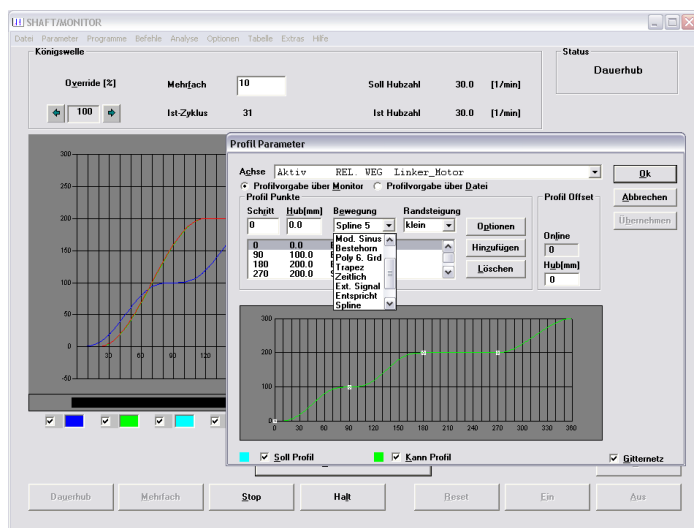 SHAFT/MONITOR
Datei Parameter Programme Befehle Analyse Optionen Tabelle Extras Hilfe
Königswelle
Status
Override [%] Mehrfach 10 Soll Hubzahl 30.0 [1/min]
Dauerhub
100 Ist-Zyklus 31 Ist Hubzahl 30.0 [1/min]
Profil Parameter
Achse Aktiv REL. WEG Linker_Motor
Ok
Profilvorgabe über Monitor Profilvorgabe über Datei
Profil Punkte
Profil Offset
Abbrechen
Schritt Hub[mm] Bewegung Randsteigung
0 0.0 Spline 5 klein Optionen
Übernehmen
Online
0
Hub[mm]
0
0 0.0
90 100.0
180 200.0
270 200.0
Hinzufügen
Löschen
Mod. Sinus
Bestehorn
Poly 6. Grd
Trapez
Zeitlich
Ext. Signal
Entspricht
Spline
300
250
200
150
100
50
0
-50
0 30 60 90 120
300
200
100
0 30 60 90 120 150 180 210 240 270 300 330 360
Soll Profil Kann Profil Gitternetz
Dauerhub Mehrfach Stop Halt Reset Ein Aus